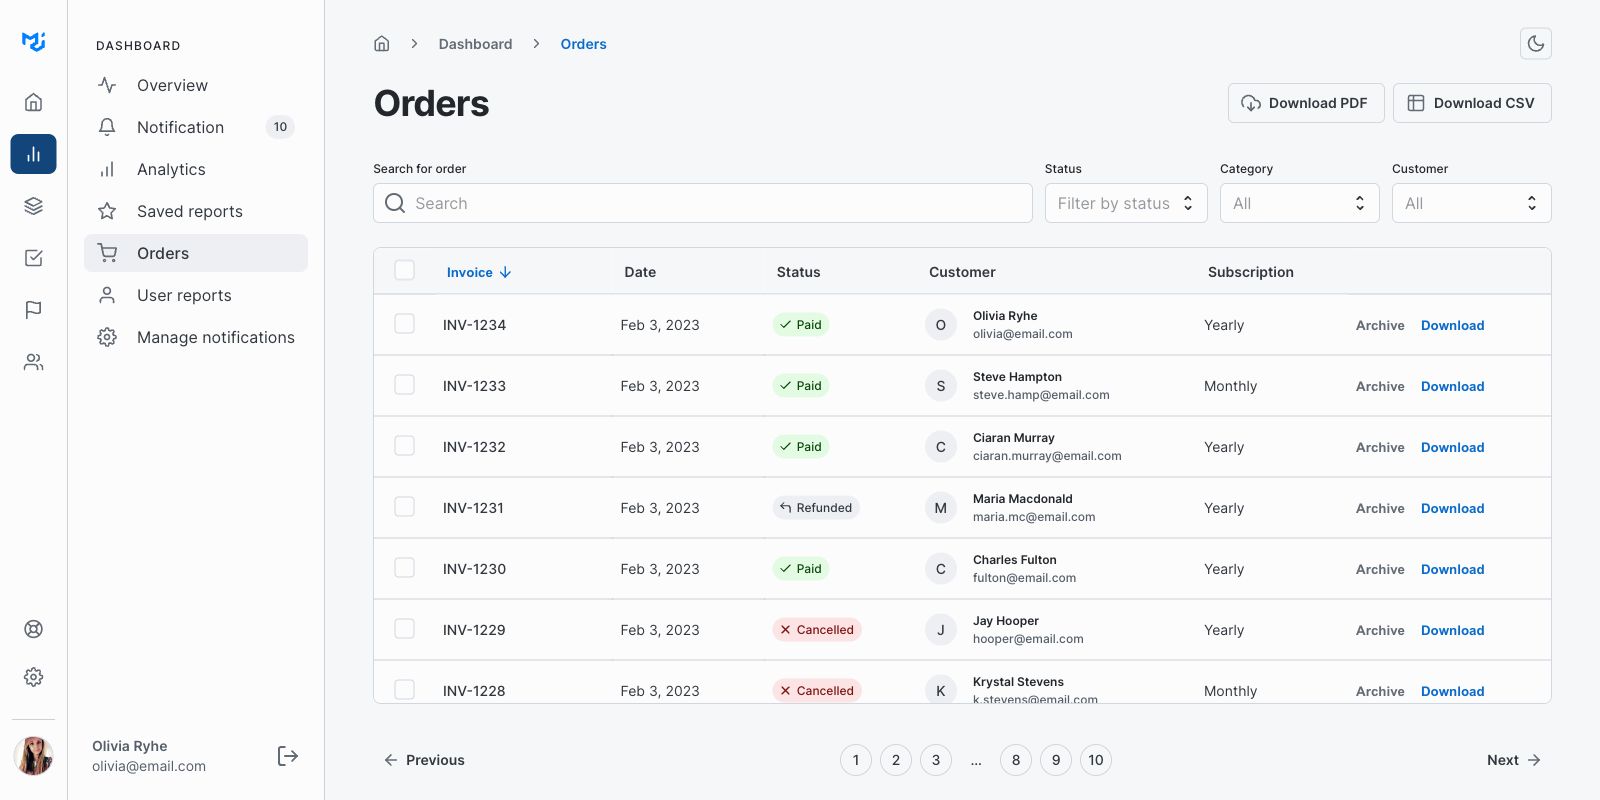 DASHBOARD
Overview
Notification 10
Analytics
Saved reports
Orders
User reports
Manage notifications
Olivia Ryhe
olivia@email.com
Dashboard Orders
Orders
Download PDF Download CSV
Search for order Status Category Customer
Search Filter by status All All
Invoice Date Status Customer Subscription
INV-1234 Feb 3, 2023 Paid O Olivia Ryhe Yearly Archive Download
olivia@email.com
INV-1233 Feb 3, 2023 Paid S Steve Hampton Monthly Archive Download
steve.hamp@email.com
INV-1232 Feb 3, 2023 Paid C Ciaran Murray Yearly Archive Download
ciaran.murray@email.com
INV-1231 Feb 3, 2023 Refunded M Maria Macdonald Yearly Archive Download
maria.mc@email.com
INV-1230 Feb 3, 2023 Paid C Charles Fulton Yearly Archive Download
fulton@email.com
INV-1229 Feb 3, 2023 Cancelled J Jay Hooper Yearly Archive Download
hooper@email.com
INV-1228 Feb 3, 2023 Cancelled K Krystal Stevens Monthly Archive Download
k.stevens@email.com
Previous 1 2 3 … 8 9 10 Next